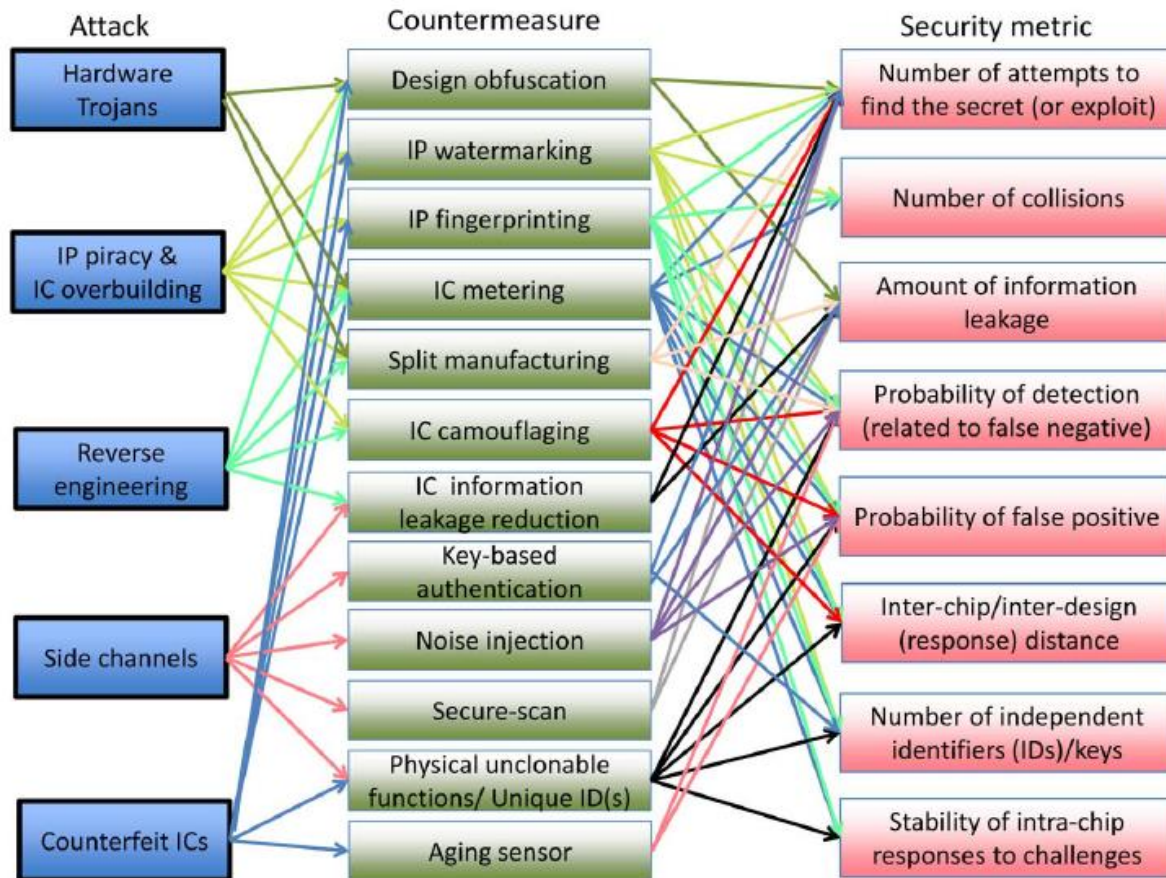 Attack
Hardware
Trojans
IP piracy &
IC overbuilding
Reverse
engineering
Side channels
Counterfeit ICs
Countermeasure
Design obfuscation
IP watermarking
IP fingerprinting
IC metering
Split manufacturing
IC camouflaging
IC information
leakage reduction
Key-based
authentication
Noise injection
Secure-scan
Physical unclonable
functions/ Unique ID(s)
Aging sensor
Security metric
Number of attempts to
find the secret (or exploit)
Number of collisions
Amount of information
leakage
Probability of detection
(related to false negative)
Probability of false positive
Inter-chip/inter-design
(response) distance
Number of independent
identifiers (IDs)/keys
Stability of intra-chip
responses to challenges